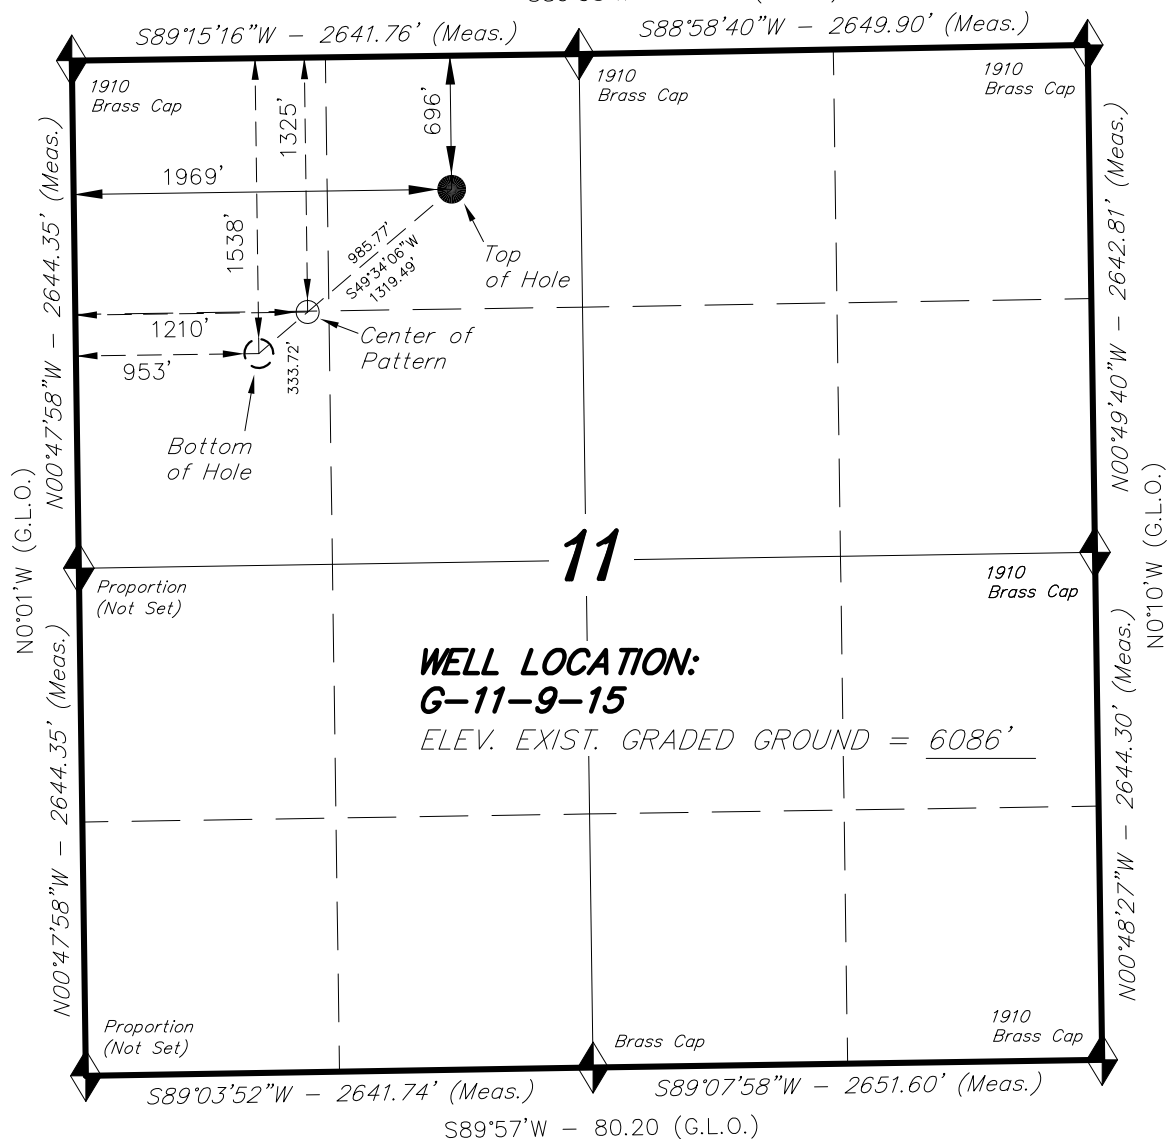 S89°15'16"W – 2641.76' (Meas.)
S88°58'40"W – 2649.90' (Meas.)
1910
Brass Cap
1910
Brass Cap
1910
Brass Cap
1325'
696'
1969'
1538'
985.77'
S49°34'06"W
1319.49'
Top
of Hole
1210'
Center of
Pattern
953'
333.72'
Bottom
of Hole
N00°47'58"W – 2644.35' (Meas.)
N00°49'40"W – 2642.81' (Meas.)
N0°01'W (G.L.O.)
N0°10'W (G.L.O.)
11
Proportion
(Not Set)
1910
Brass Cap
WELL LOCATION:
G–11–9–15
ELEV. EXIST. GRADED GROUND = 6086'
N00°47'58"W – 2644.35' (Meas.)
N00°48'27"W – 2644.30' (Meas.)
Proportion
(Not Set)
Brass Cap
1910
Brass Cap
S89°03'52"W – 2641.74' (Meas.)
S89°07'58"W – 2651.60' (Meas.)
S89°57'W – 80.20 (G.L.O.)